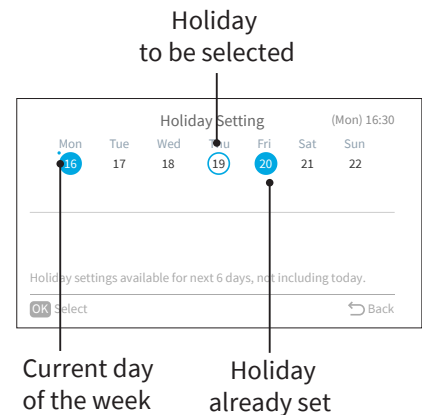 Holiday
to be selected
Holiday Setting (Mon) 16:30
Mon Tue Wed Thu Fri Sat Sun
16 17 18 19 20 21 22
Holiday settings available for next 6 days, not including today.
OK Select Back
Current day
of the week
Holiday
already set